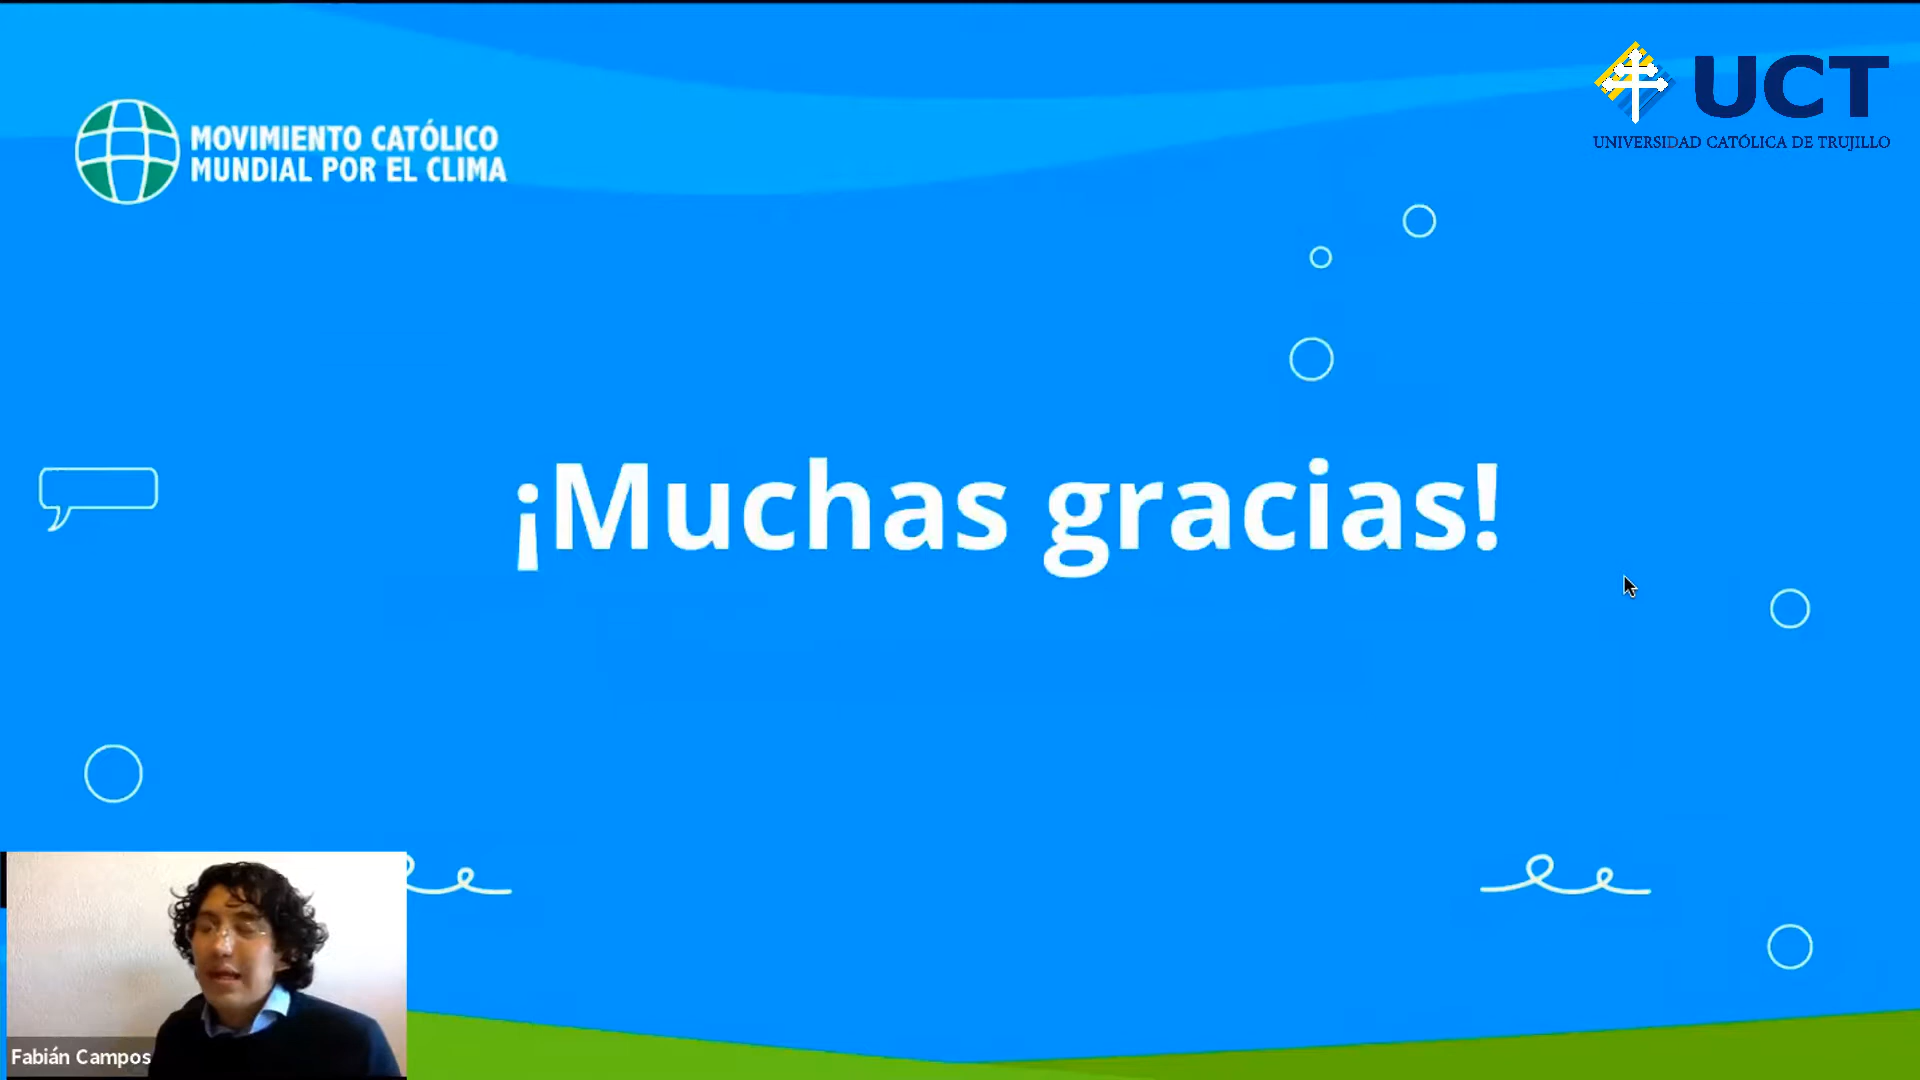 MOVIMIENTO CATÓLICO
MUNDIAL POR EL CLIMA
UCT
UNIVERSIDAD CATÓLICA DE TRUJILLO
¡Muchas gracias!
Fabián Campos